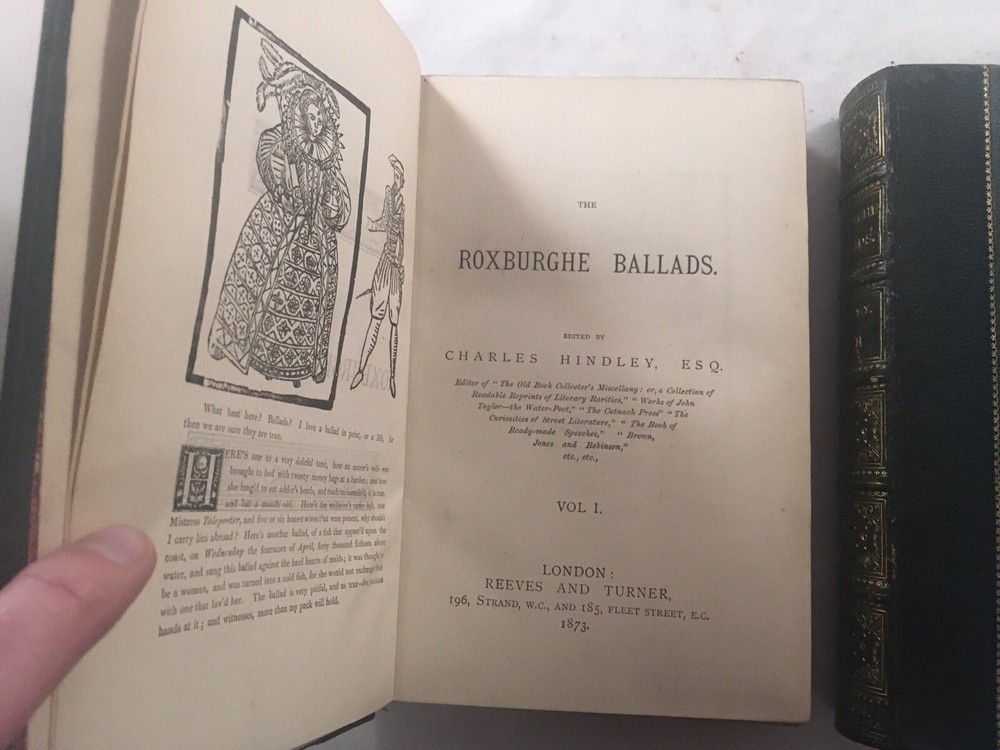 What hast here? Ballads? I love a ballad in print, or a life, for
then we are sure they are true.
HERE'S one to a very doleful tune, how an usurer's wife was
brought to bed with twenty money bags at a burden; and how
she long'd to eat adder's heads, and toads carbonado'd, it is true,
and but a month old. Here's the midwife's name to it, one
Mistress Taleporter, and five or six honest wives that were present, why should
I carry lies abroad? Here's another ballad, of a fish that appear'd upon the
coast, on Wednesday the fourscore of April, forty thousand fathom above
water, and sung this ballad against the hard hearts of maids; it was thought to
be a woman, and was turned into a cold fish, for she would not exchange fish
with one that lov'd her. The ballad is very pitiful, and as true—five justices
hands at it; and witnesses, more than my pack will hold.
THE
ROXBURGHE BALLADS.
EDITED BY
CHARLES HINDLEY, ESQ.
Editor of "The Old Book Collector's Miscellany: or, a Collection of
Readable Reprints of Literary Rarities," "Works of John
Taylor—the Water-Poet," "The Catnach Press" "The
Curiosities of Street Literature," "The Book of
Ready-made Speeches," "Brown,
Jones and Robinson,"
etc., etc.,
VOL I.
LONDON:
REEVES AND TURNER,
196, STRAND, W.C., AND 185, FLEET STREET, E.C.
1873.